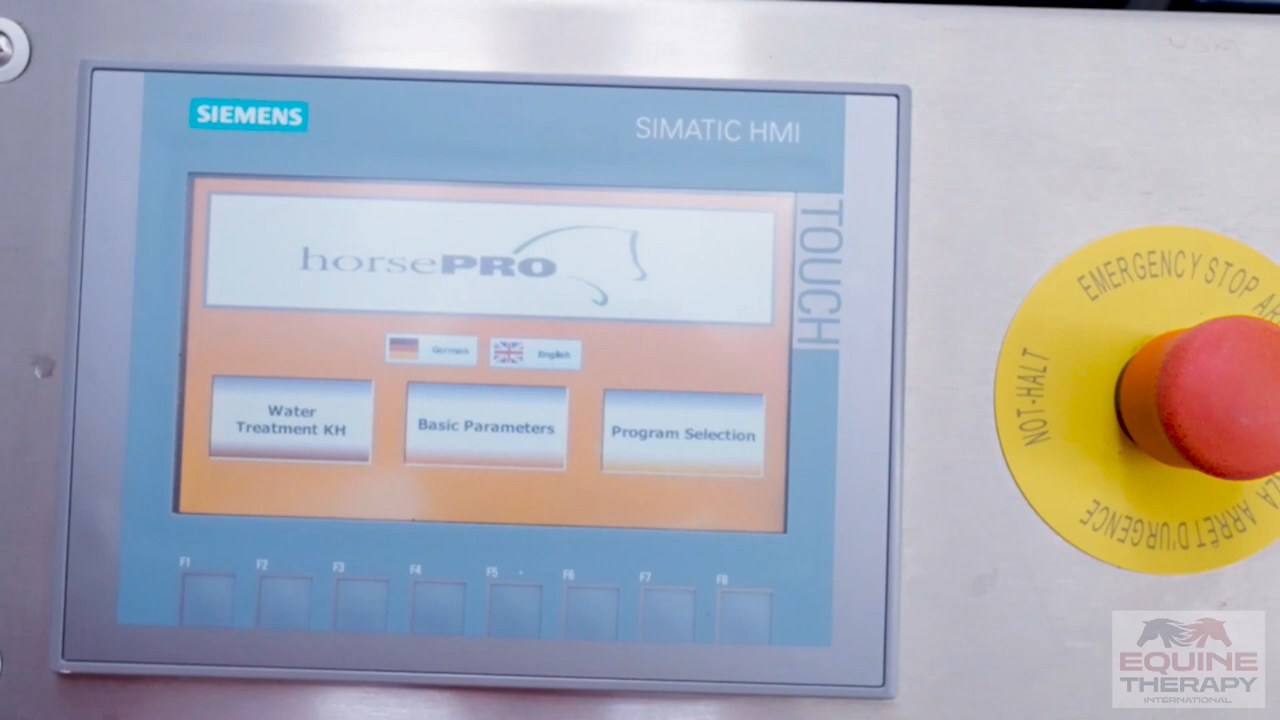 SIEMENS
SIMATIC HMI
TOUCH
horsePRO
German
English
Water
Treatment KH
Basic Parameters
Program Selection
F1 F2 F3 F4 F5 F6 F7 F8
EMERGENCY STOP
NOT-HALT
ARRÊT D'URGENCE
EQUINE
THERAPY
INTERNATIONAL